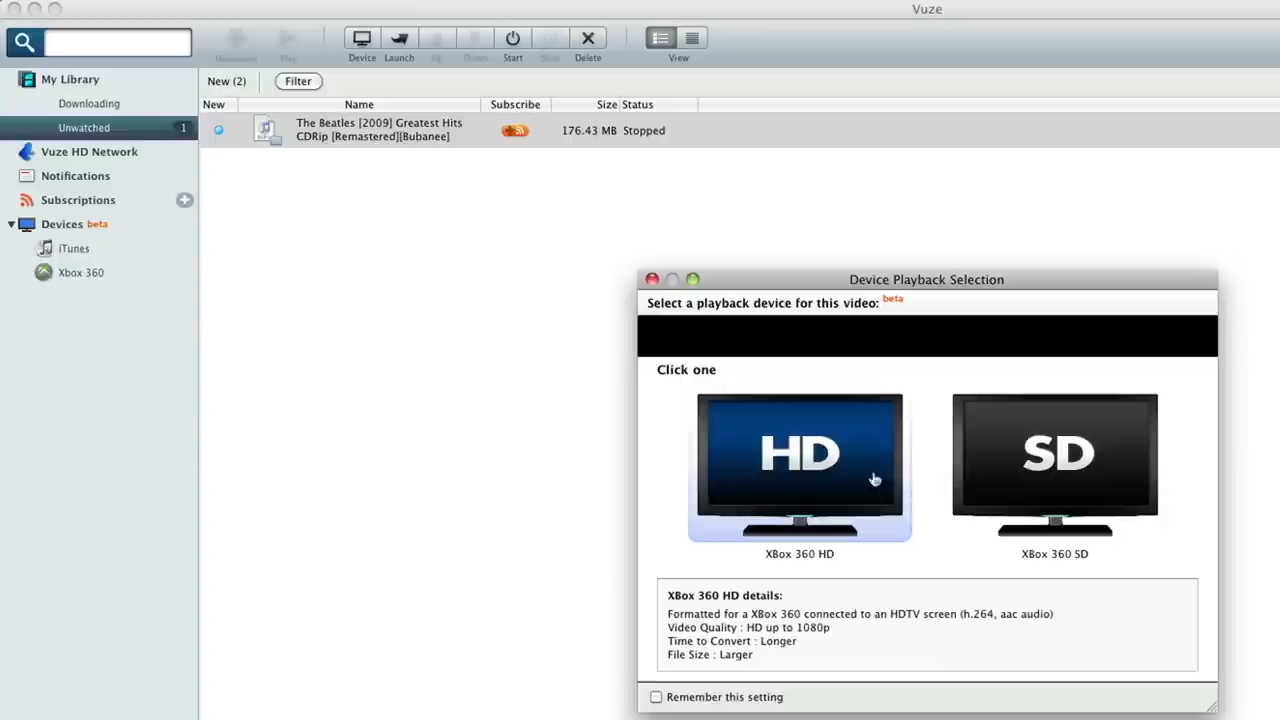 Vuze
Device Launch Start Delete View
My Library
Downloading
Unwatched 1
Vuze HD Network
Notifications
Subscriptions
Devices beta
iTunes
Xbox 360
New (2) Filter
New Name Subscribe Size Status
The Beatles [2009] Greatest Hits
CDRip [Remastered][Bubanee]
176.43 MB Stopped
Device Playback Selection
Select a playback device for this video: beta
Click one
HD SD
XBox 360 HD XBox 360 SD
XBox 360 HD details:
Formatted for a XBox 360 connected to an HDTV screen (h.264, aac audio)
Video Quality : HD up to 1080p
Time to Convert : Longer
File Size : Larger
Remember this setting